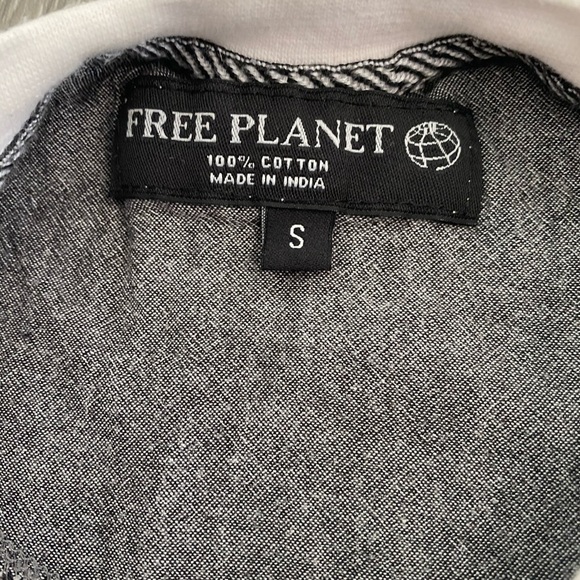 FREE PLANET
100% COTTON
MADE IN INDIA
S